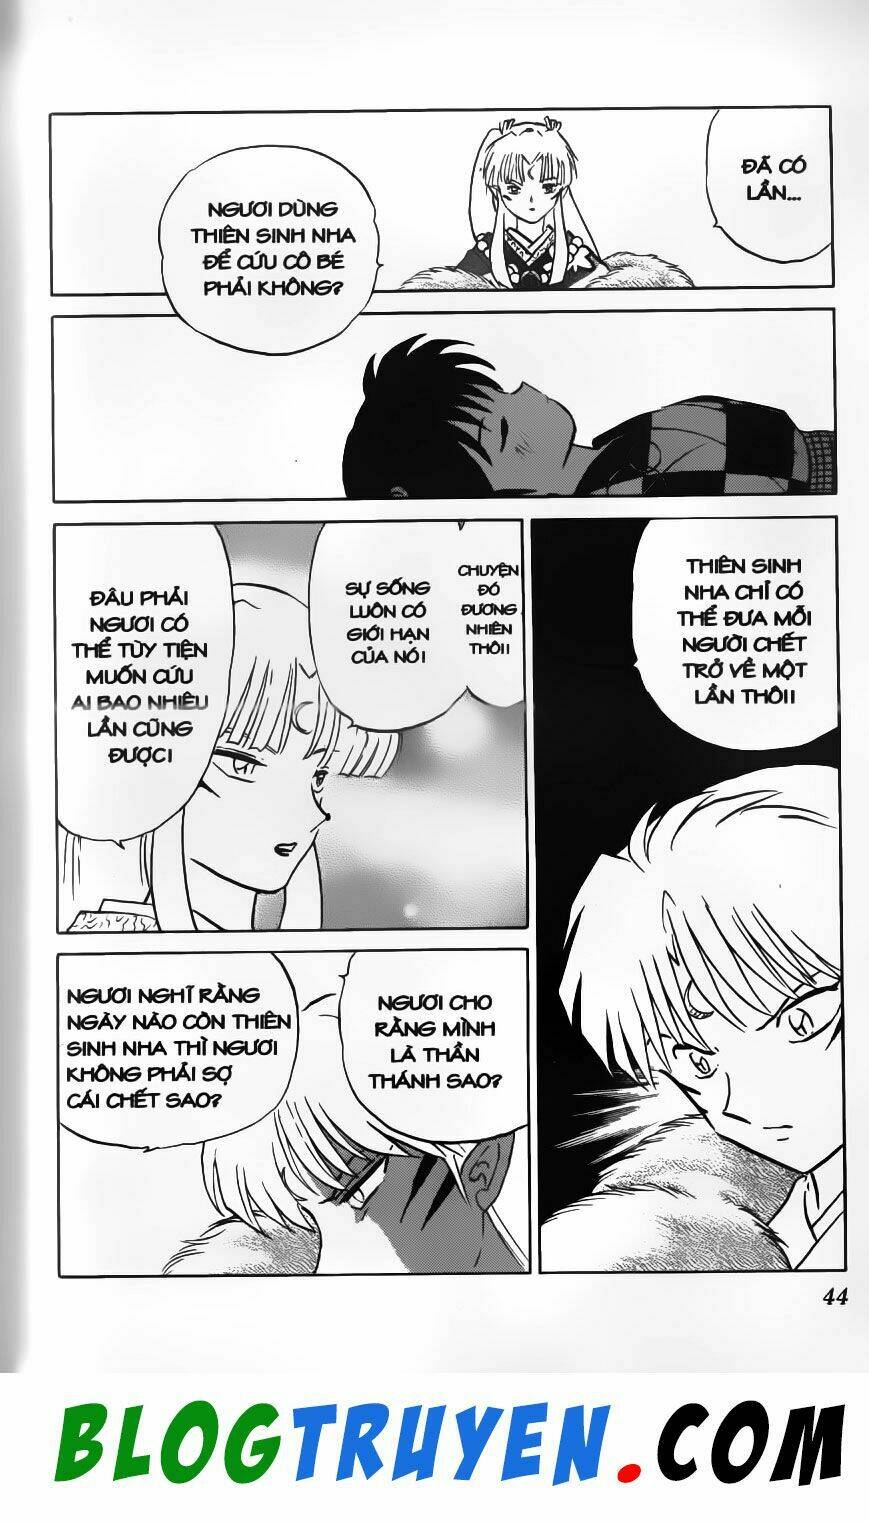 ĐÃ CÓ
LẦN...
NGƯƠI DÙNG
THIÊN SINH NHA
ĐỂ CỨU CÔ BÉ
PHẢI KHÔNG?
THIÊN SINH
NHA CHỈ CÓ
THỂ ĐƯA MỖI
NGƯỜI CHẾT
TRỞ VỀ MỘT
LẦN THÔI!
CHUYỆN
ĐÓ
ĐƯƠNG
NHIÊN
THÔI!
SỰ SỐNG
LUÔN CÓ
GIỚI HẠN
CỦA NÓ!
ĐÂU PHẢI
NGƯƠI CÓ
THỂ TÙY TIỆN
MUỐN CỨU
AI BAO NHIÊU
LẦN CŨNG
ĐƯỢC!
NGƯƠI CHO
RẰNG MÌNH
LÀ THẦN
THÁNH SAO?
NGƯƠI NGHĨ RẰNG
NGÀY NÀO CÒN THIÊN
SINH NHA THÌ NGƯƠI
KHÔNG PHẢI SỢ
CÁI CHẾT SAO?
44
BLOGTRUYEN.COM